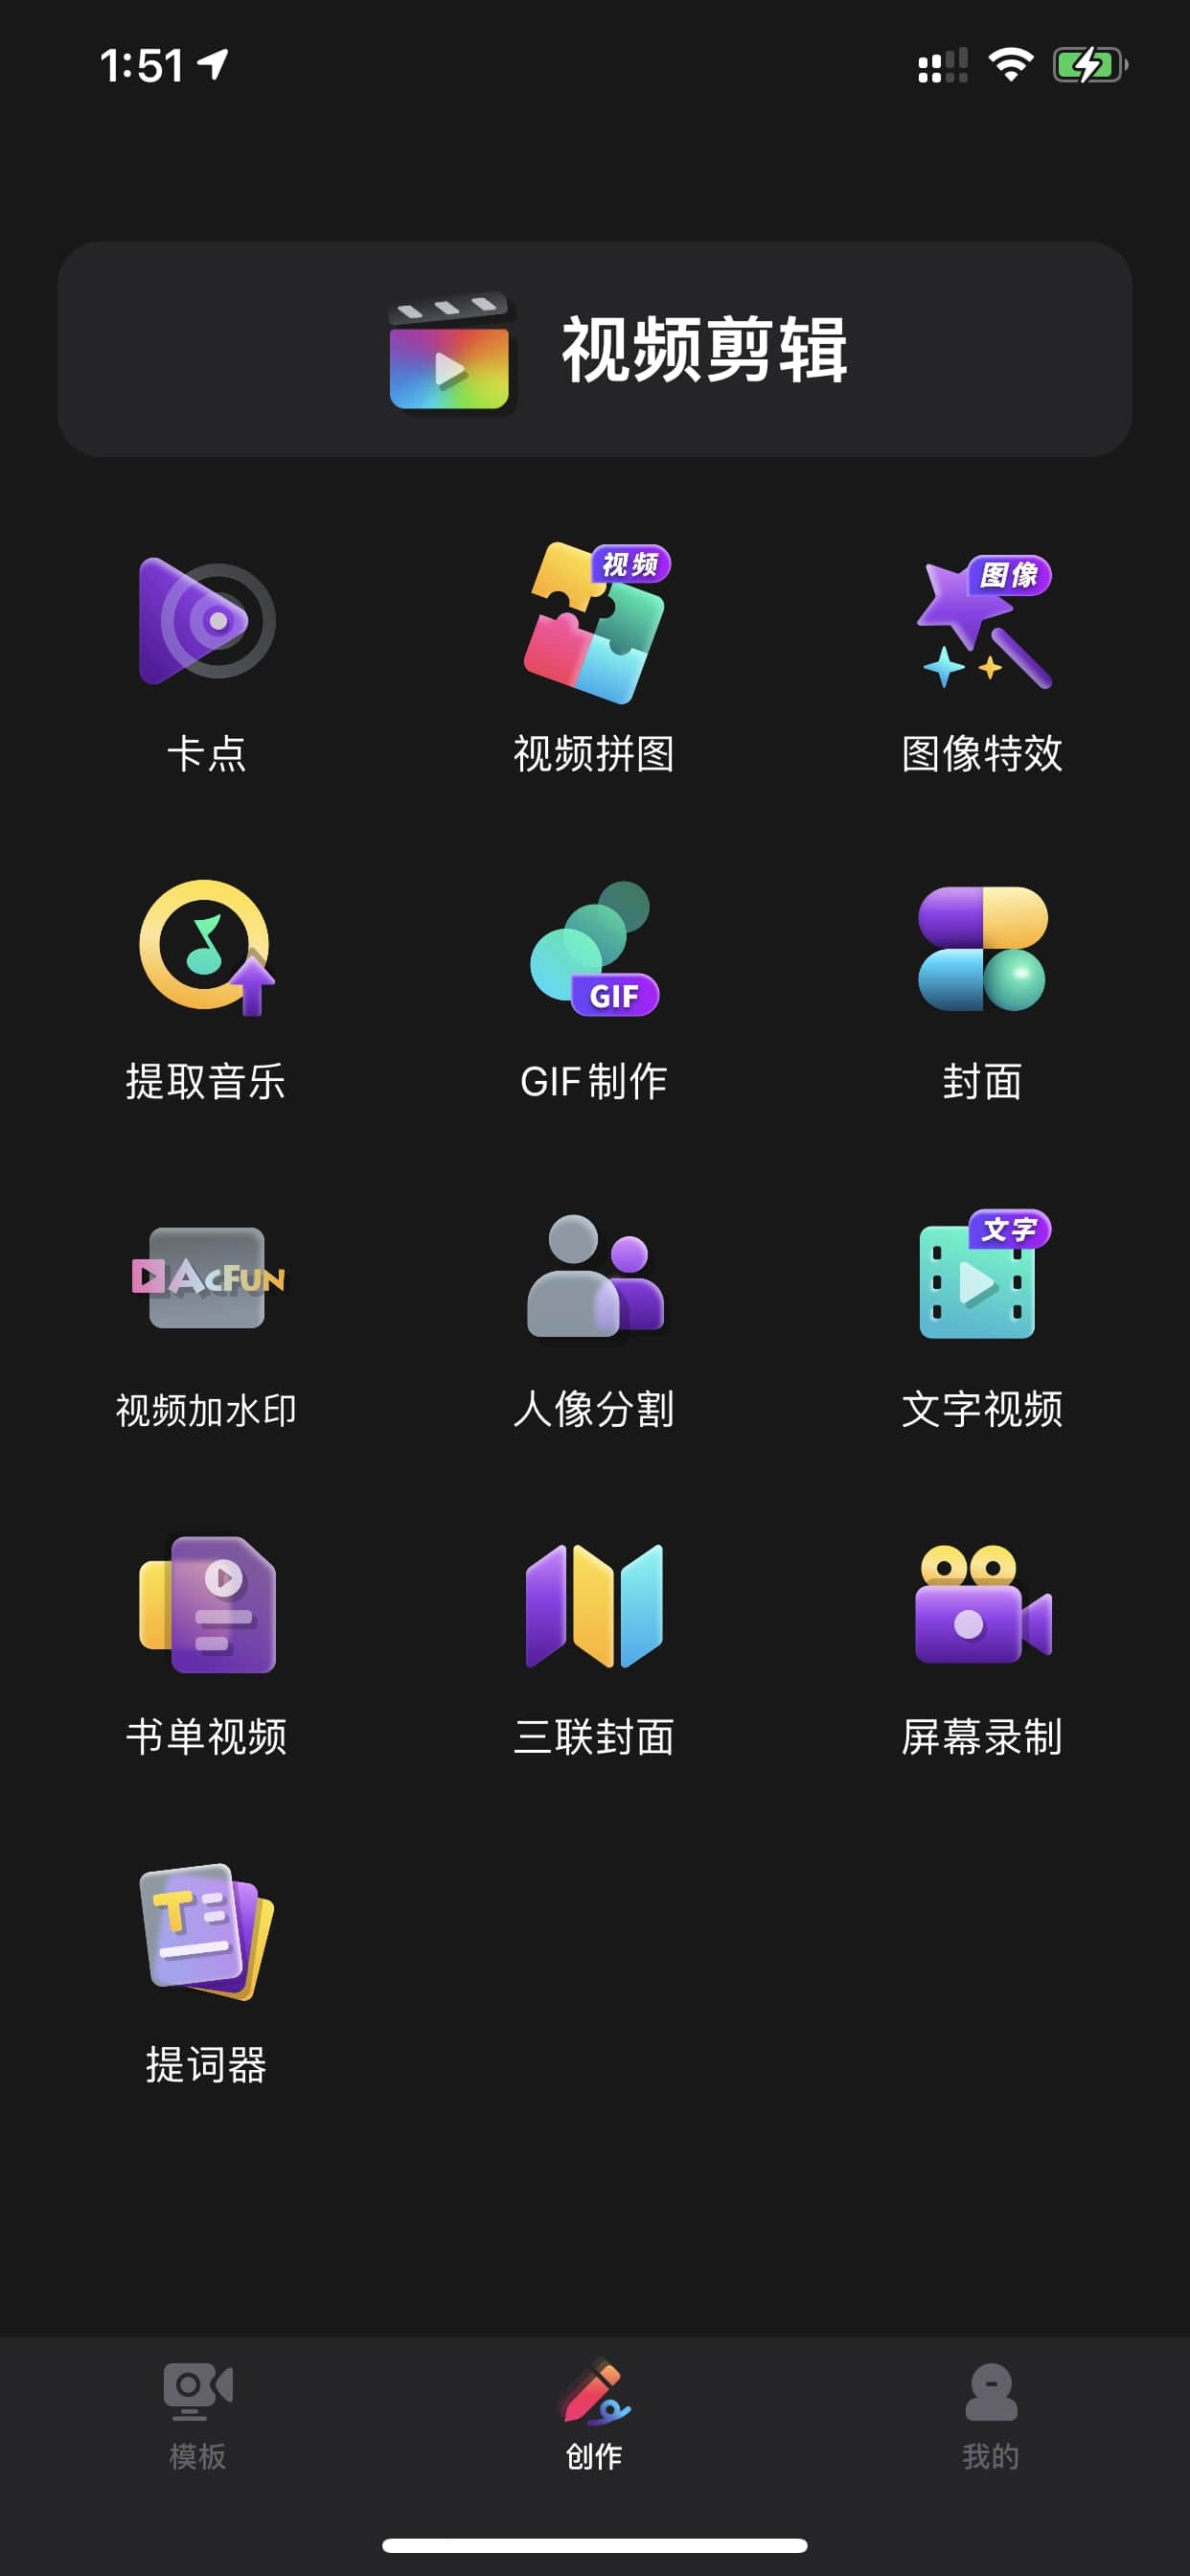 1:51
视频剪辑
视频
图像
卡点
视频拼图
图像特效
GIF
提取音乐
GIF制作
封面
ACFUN
文字
视频加水印
人像分割
文字视频
书单视频
三联封面
屏幕录制
T
提词器
模板
创作
我的